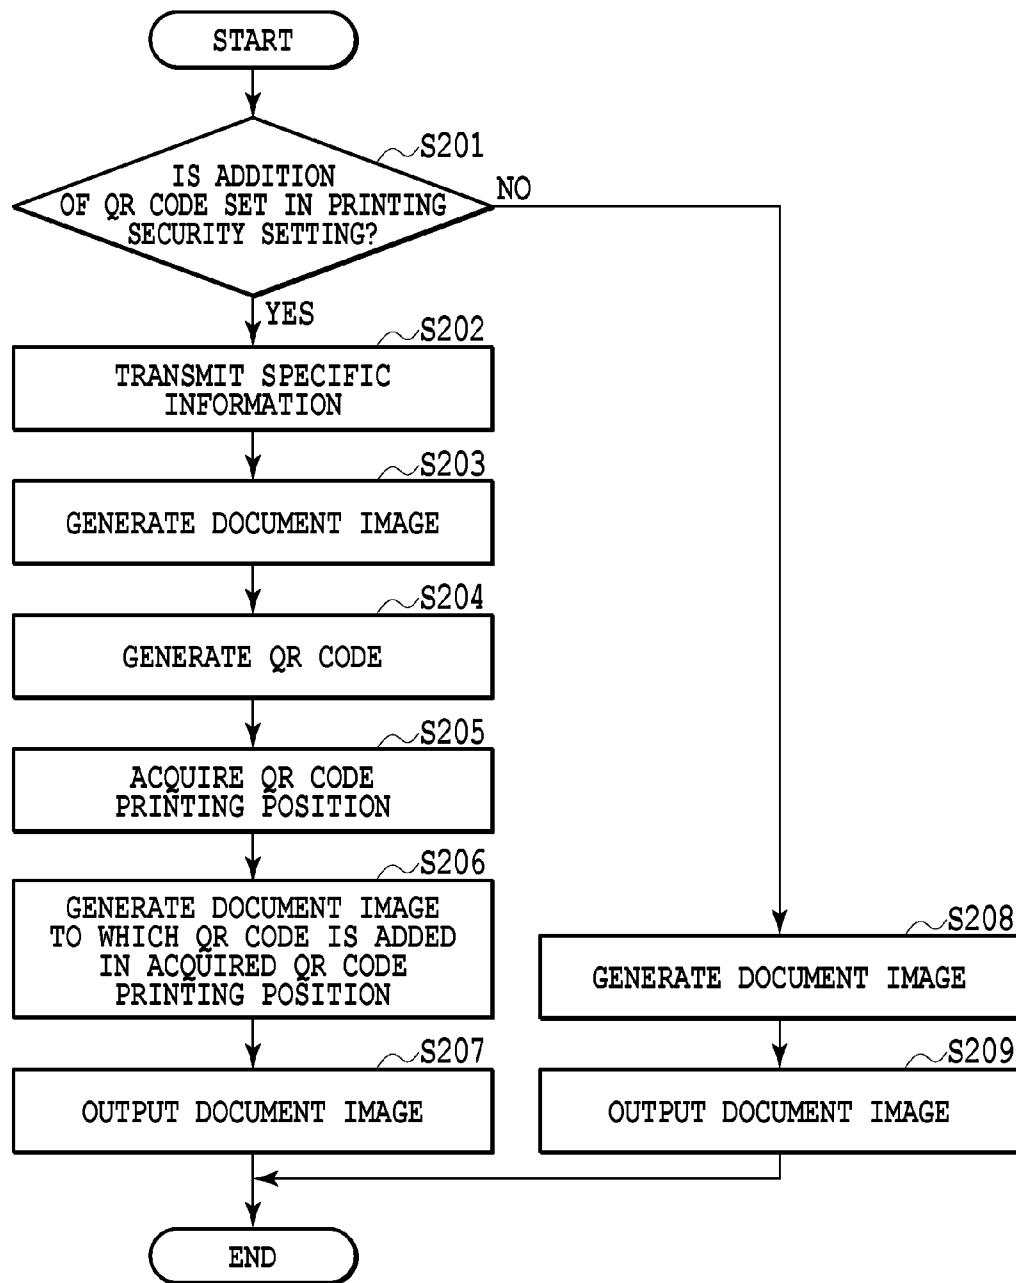 START
S201
IS ADDITION
OF QR CODE SET IN PRINTING
SECURITY SETTING?
NO
YES
S202
TRANSMIT SPECIFIC
INFORMATION
S203
GENERATE DOCUMENT IMAGE
S204
GENERATE QR CODE
S205
ACQUIRE QR CODE
PRINTING POSITION
S206
GENERATE DOCUMENT IMAGE
TO WHICH QR CODE IS ADDED
IN ACQUIRED QR CODE
PRINTING POSITION
S208
GENERATE DOCUMENT IMAGE
S207
OUTPUT DOCUMENT IMAGE
S209
OUTPUT DOCUMENT IMAGE
END